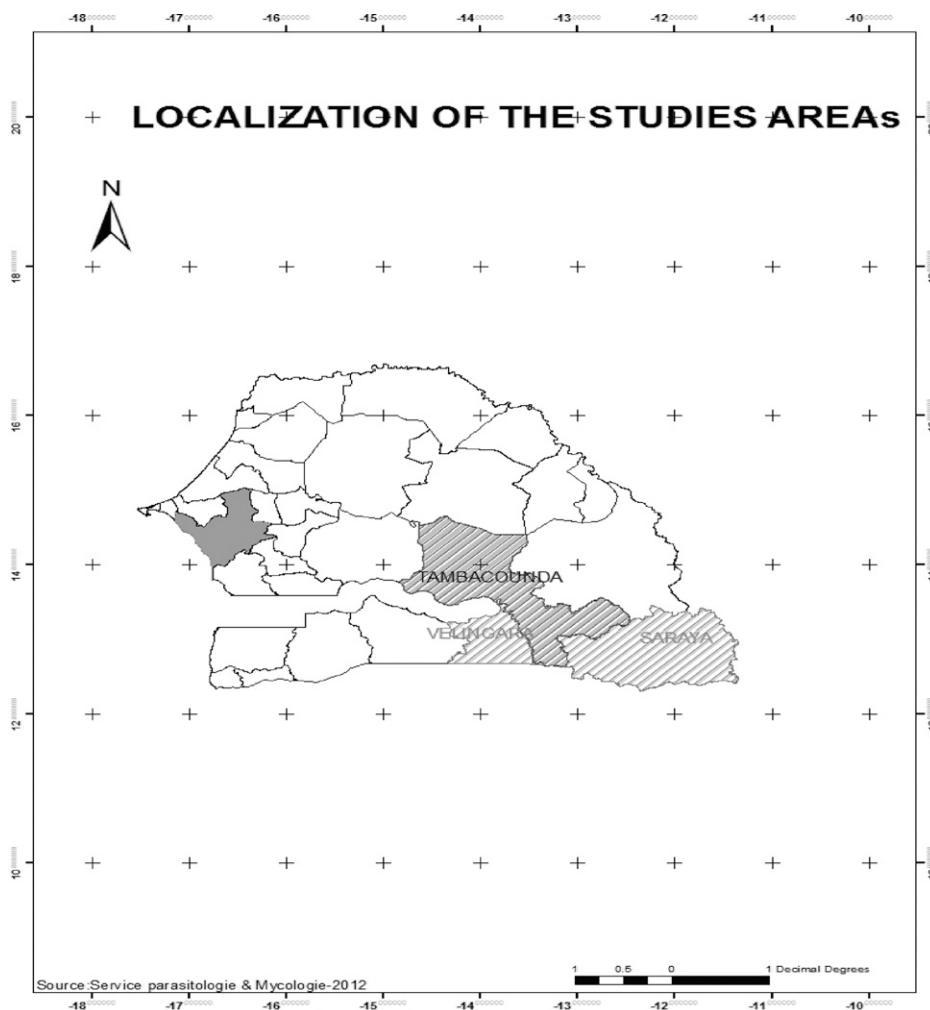 -18 -17 -16 -15 -14 -13 -12 -11 -10
20
LOCALIZATION OF THE STUDIES AREAs
N
18
16
14
TAMBACOUNDA
VELINGARA
SARAYA
12
10
1 0.5 0 1 Decimal Degrees
Source:Service parasitologie & Mycologie-2012
-18 -17 -16 -15 -14 -13 -12 -11 -10